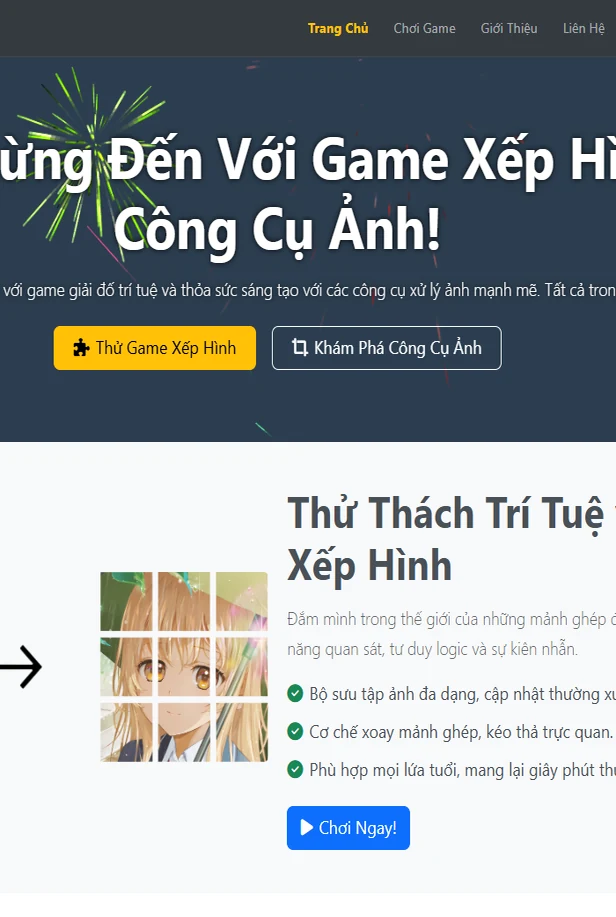 Trang Chủ Chơi Game Giới Thiệu Liên Hệ
Đến Với Game Xếp
Công Cụ Ảnh!
với game giải đố trí tuệ và thỏa sức sáng tạo với các công cụ xử lý ảnh mạnh mẽ. Tất cả
Thử Game Xếp Hình Khám Phá Công Cụ Ảnh
Thử Thách Trí Tuệ
Xếp Hình
Đắm mình trong thế giới của những mảnh ghép
năng quan sát, tư duy logic và sự kiên nhẫn.
Bộ sưu tập ảnh đa dạng, cập nhật thường
Cơ chế xoay mảnh ghép, kéo thả trực quan.
Phù hợp mọi lứa tuổi, mang lại giây phút
Chơi Ngay!